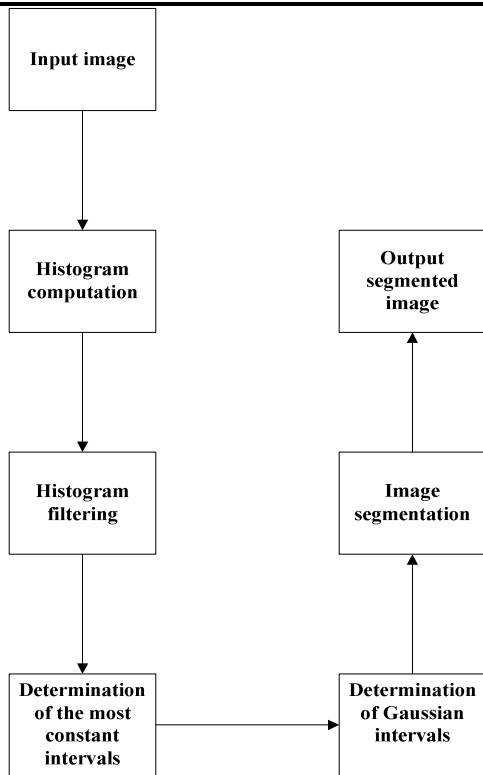 Input image
Histogram
computation
Histogram
filtering
Determination
of the most
constant
intervals
Determination
of Gaussian
intervals
Image
segmentation
Output
segmented
image